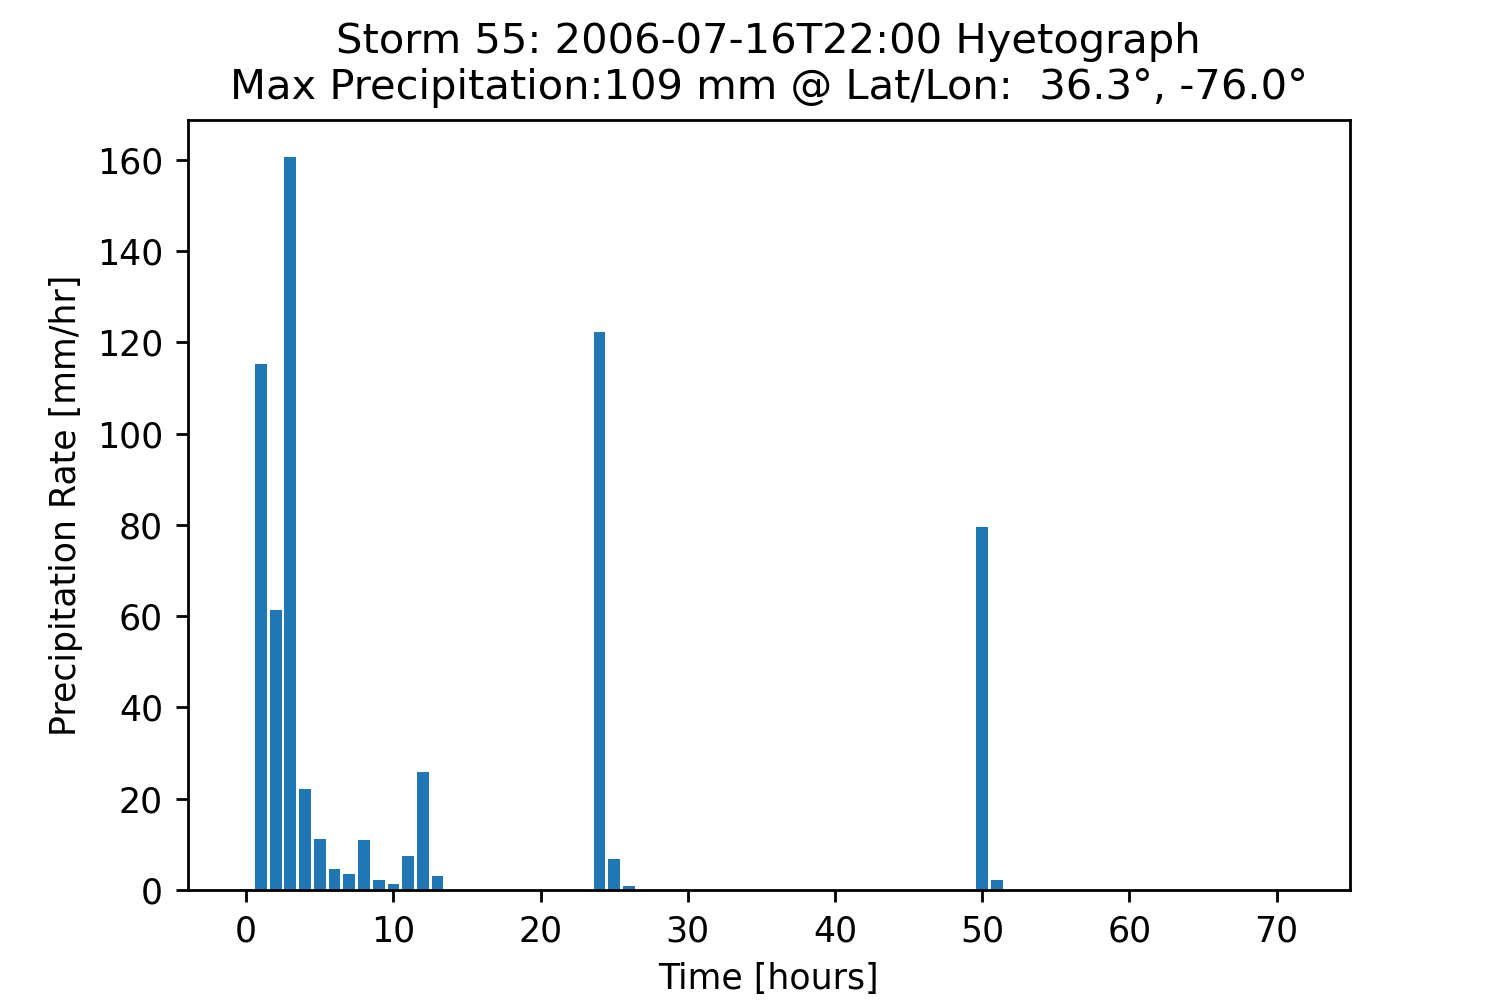 Storm 55: 2006-07-16T22:00 Hyetograph
Max Precipitation:109 mm @ Lat/Lon:  36.3°, -76.0°
Precipitation Rate [mm/hr]
160
140
120
100
80
60
40
20
0
0 10 20 30 40 50 60 70
Time [hours]